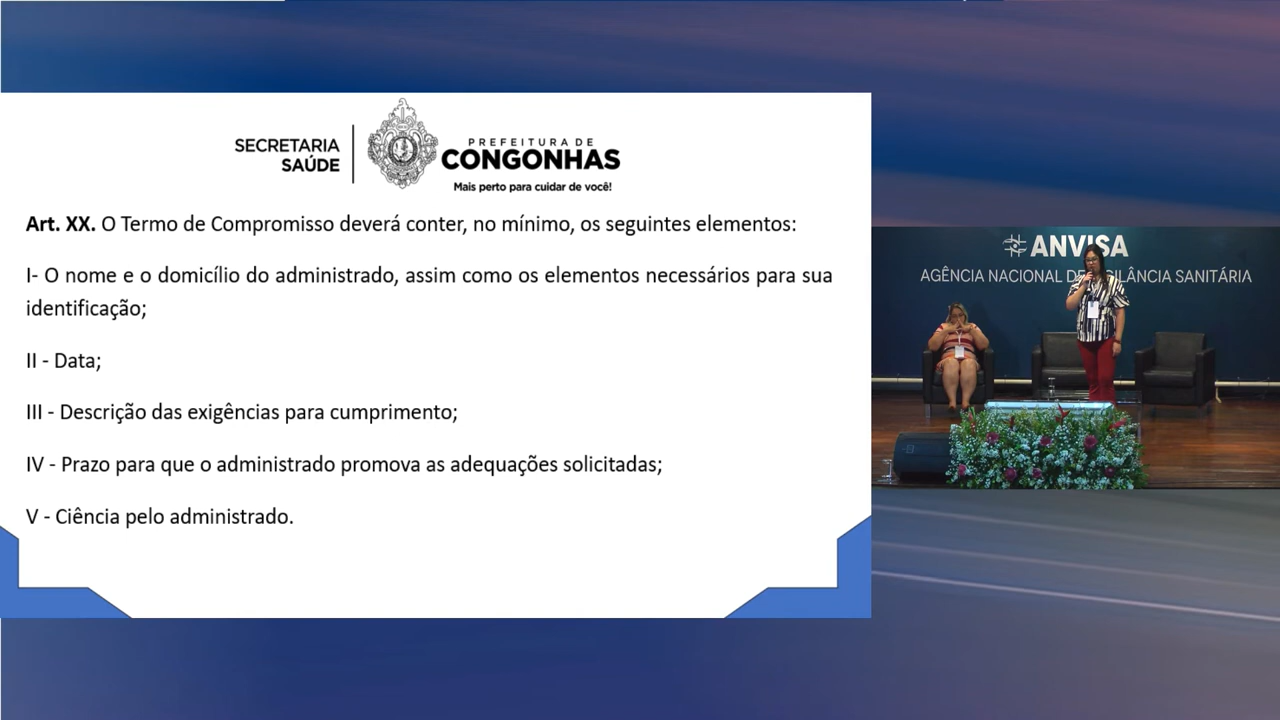 SECRETARIA
SAÚDE
PREFEITURA DE
CONGONHAS
Mais perto para cuidar de você!
Art. XX. O Termo de Compromisso deverá conter, no mínimo, os seguintes elementos:
I- O nome e o domicílio do administrado, assim como os elementos necessários para sua
identificação;
II - Data;
III - Descrição das exigências para cumprimento;
IV - Prazo para que o administrado promova as adequações solicitadas;
V - Ciência pelo administrado.
ANVISA
AGÊNCIA NACIONAL DE VIGILÂNCIA SANITÁRIA